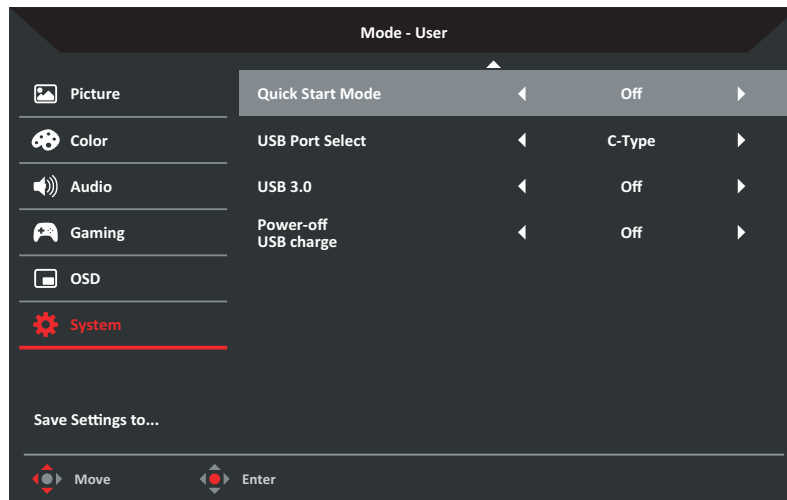 Mode - User
Picture
Color
Audio
Gaming
OSD
System
Quick Start Mode Off
USB Port Select C-Type
USB 3.0 Off
Power-off
USB charge Off
Save Settings to...
Move Enter